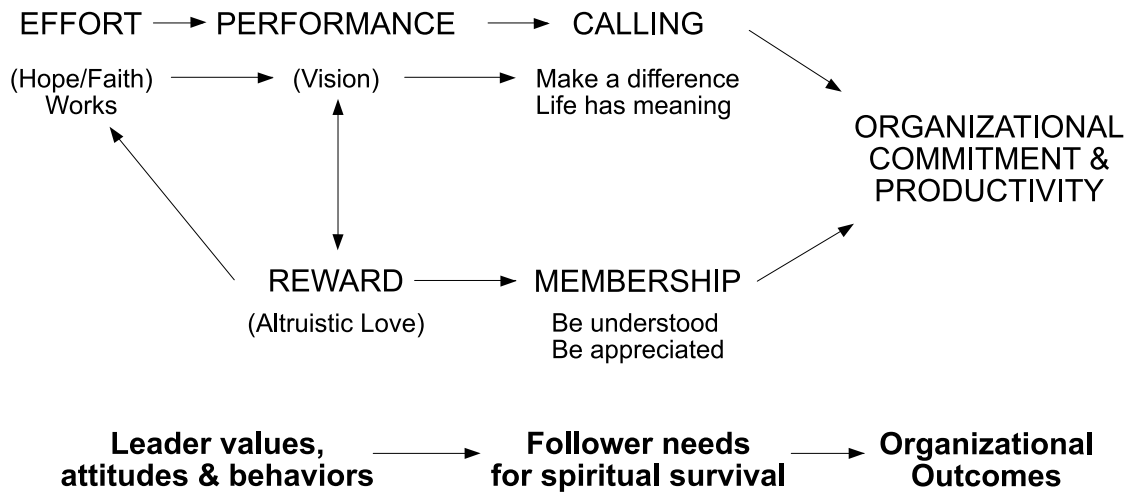 EFFORT PERFORMANCE CALLING
(Hope/Faith) (Vision) Make a difference
Works Life has meaning
ORGANIZATIONAL
COMMITMENT &
PRODUCTIVITY
REWARD MEMBERSHIP
(Altruistic Love) Be understood
Be appreciated
Leader values, Follower needs Organizational
attitudes & behaviors for spiritual survival Outcomes